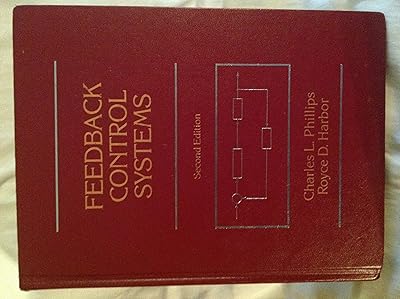 FEEDBACK
CONTROL
SYSTEMS
Second Edition
Charles L. Phillips
Royce D. Harbor